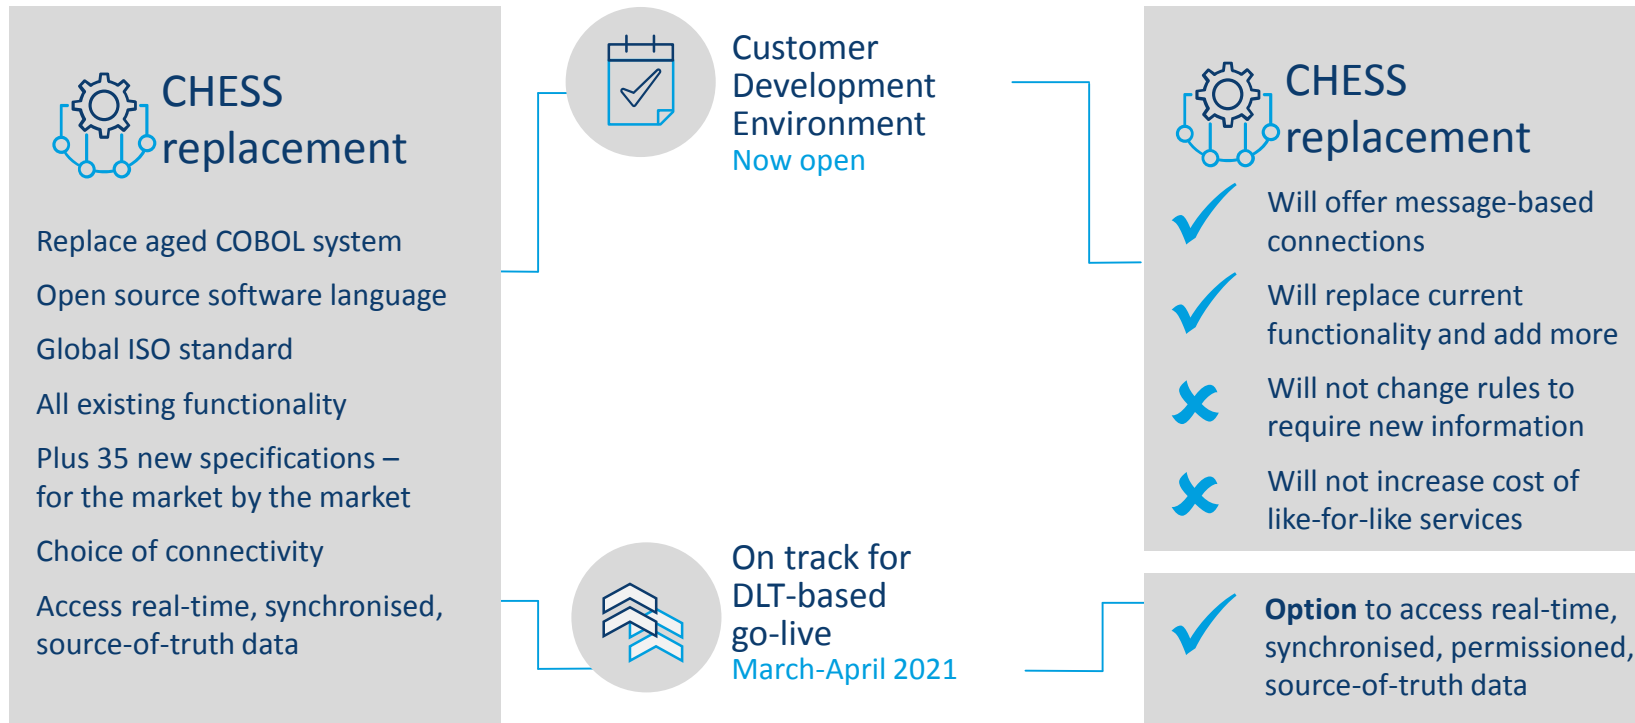 CHESS
replacement
Replace aged COBOL system
Open source software language
Global ISO standard
All existing functionality
Plus 35 new specifications –
for the market by the market
Choice of connectivity
Access real-time, synchronised,
source-of-truth data
Customer
Development
Environment
Now open
On track for
DLT-based
go-live
March-April 2021
CHESS
replacement
Will offer message-based
connections
Will replace current
functionality and add more
Will not change rules to
require new information
Will not increase cost of
like-for-like services
Option to access real-time,
synchronised, permissioned,
source-of-truth data